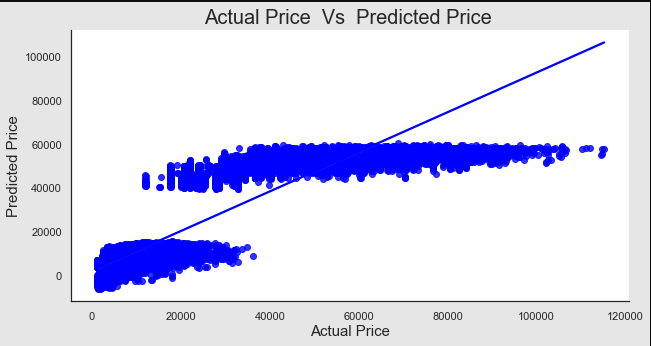 Actual Price Vs Predicted Price
Predicted Price
100000
80000
60000
40000
20000
0
0 20000 40000 60000 80000 100000 120000
Actual Price